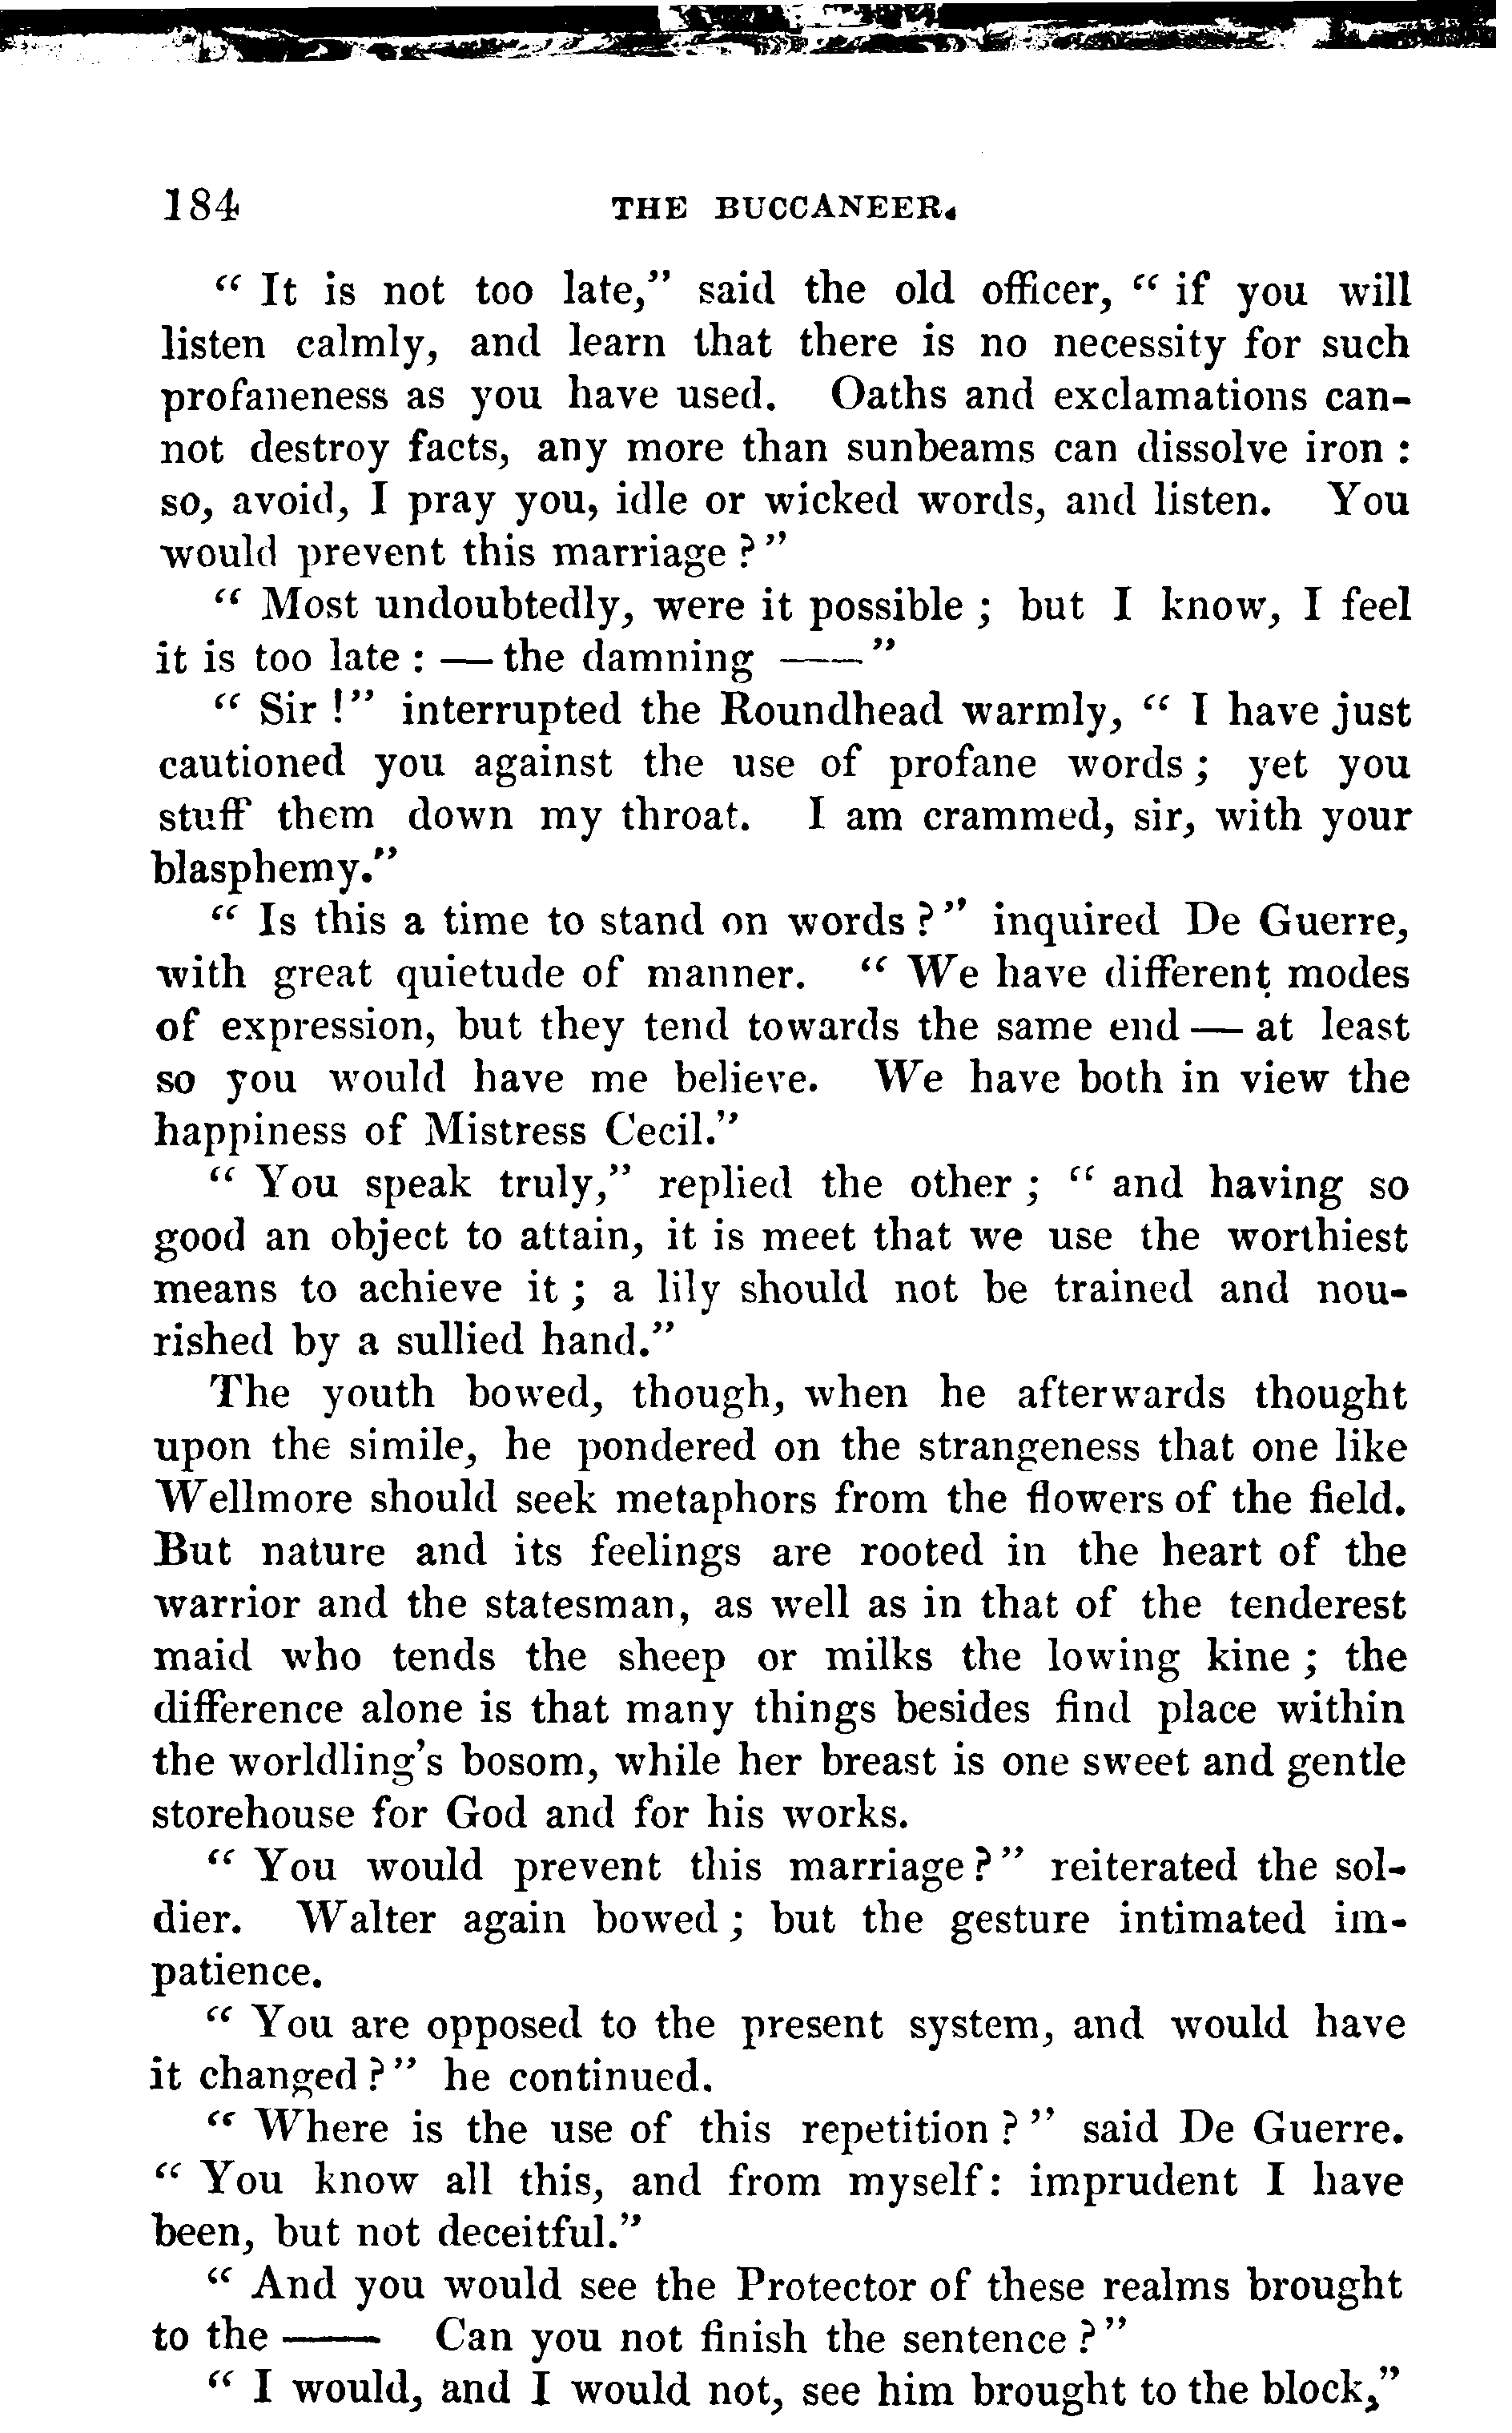 184 THE BUCCANEER.
“ It is not too late,” said the old officer, “ if you will
listen calmly, and learn that there is no necessity for such
profaneness as you have used. Oaths and exclamations can-
not destroy facts, any more than sunbeams can dissolve iron :
so, avoid, I pray you, idle or wicked words, and listen. You
would prevent this marriage ?”
“ Most undoubtedly, were it possible ; but I know, I feel
it is too late : — the damning ——”
“ Sir !” interrupted the Roundhead warmly, “ I have just
cautioned you against the use of profane words ; yet you
stuff them down my throat. I am crammed, sir, with your
blasphemy.”
“ Is this a time to stand on words ?” inquired De Guerre,
with great quietude of manner. “ We have different modes
of expression, but they tend towards the same end — at least
so you would have me believe. We have both in view the
happiness of Mistress Cecil.”
“ You speak truly,” replied the other ; “ and having so
good an object to attain, it is meet that we use the worthiest
means to achieve it ; a lily should not be trained and nou-
rished by a sullied hand.”
The youth bowed, though, when he afterwards thought
upon the simile, he pondered on the strangeness that one like
Wellmore should seek metaphors from the flowers of the field.
But nature and its feelings are rooted in the heart of the
warrior and the statesman, as well as in that of the tenderest
maid who tends the sheep or milks the lowing kine ; the
difference alone is that many things besides find place within
the worldling’s bosom, while her breast is one sweet and gentle
storehouse for God and for his works.
“ You would prevent this marriage ?” reiterated the sol-
dier. Walter again bowed ; but the gesture intimated im-
patience.
“ You are opposed to the present system, and would have
it changed ?” he continued.
“ Where is the use of this repetition ?” said De Guerre.
“ You know all this, and from myself: imprudent I have
been, but not deceitful.”
“ And you would see the Protector of these realms brought
to the —— Can you not finish the sentence ?”
“ I would, and I would not, see him brought to the block,”